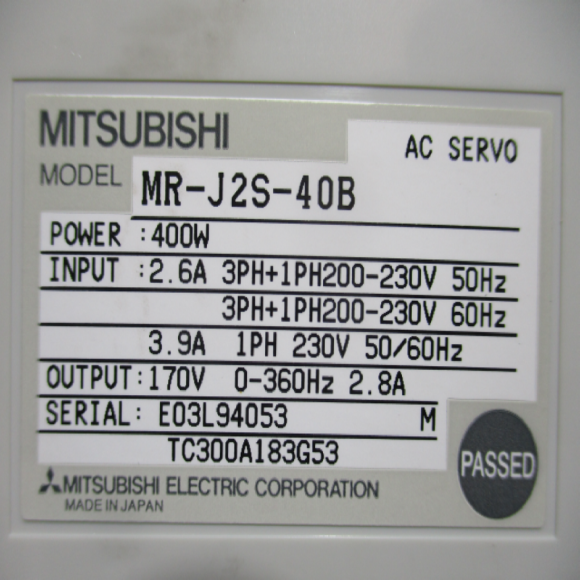 MITSUBISHI
AC SERVO
MODEL MR-J2S-40B
POWER :400W
INPUT :2.6A 3PH+1PH200-230V 50Hz
3PH+1PH200-230V 60Hz
3.9A 1PH 230V 50/60Hz
OUTPUT:170V 0-360Hz 2.8A
SERIAL: E03L94053 M
TC300A183G53
PASSED
MITSUBISHI ELECTRIC CORPORATION
MADE IN JAPAN